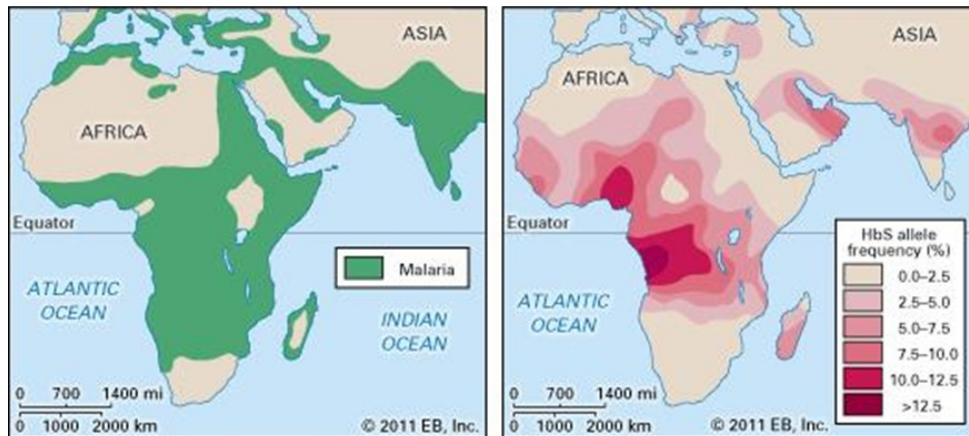 ASIA
AFRICA
Equator
Malaria
ATLANTIC
OCEAN
INDIAN
OCEAN
0 700 1400 mi
0 1000 2000 km
© 2011 EB, Inc.
ASIA
AFRICA
Equator
HbS allele
frequency (%)
0.0–2.5
2.5–5.0
5.0–7.5
7.5–10.0
10.0–12.5
>12.5
ATLANTIC
OCEAN
0 700 1400 mi
0 1000 2000 km
© 2011 EB, Inc.